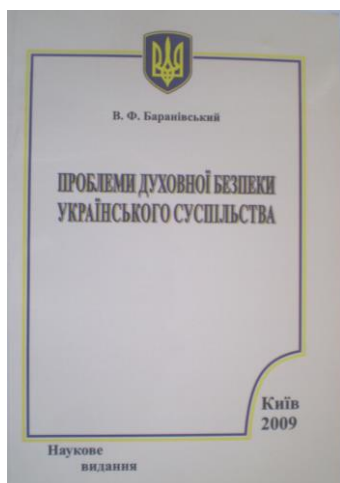 В. Ф. Баранівський
ПРОБЛЕМИ ДУХОВНОЇ БЕЗПЕКИ
УКРАЇНСЬКОГО СУСПІЛЬСТВА
Київ
2009
Наукове
видання